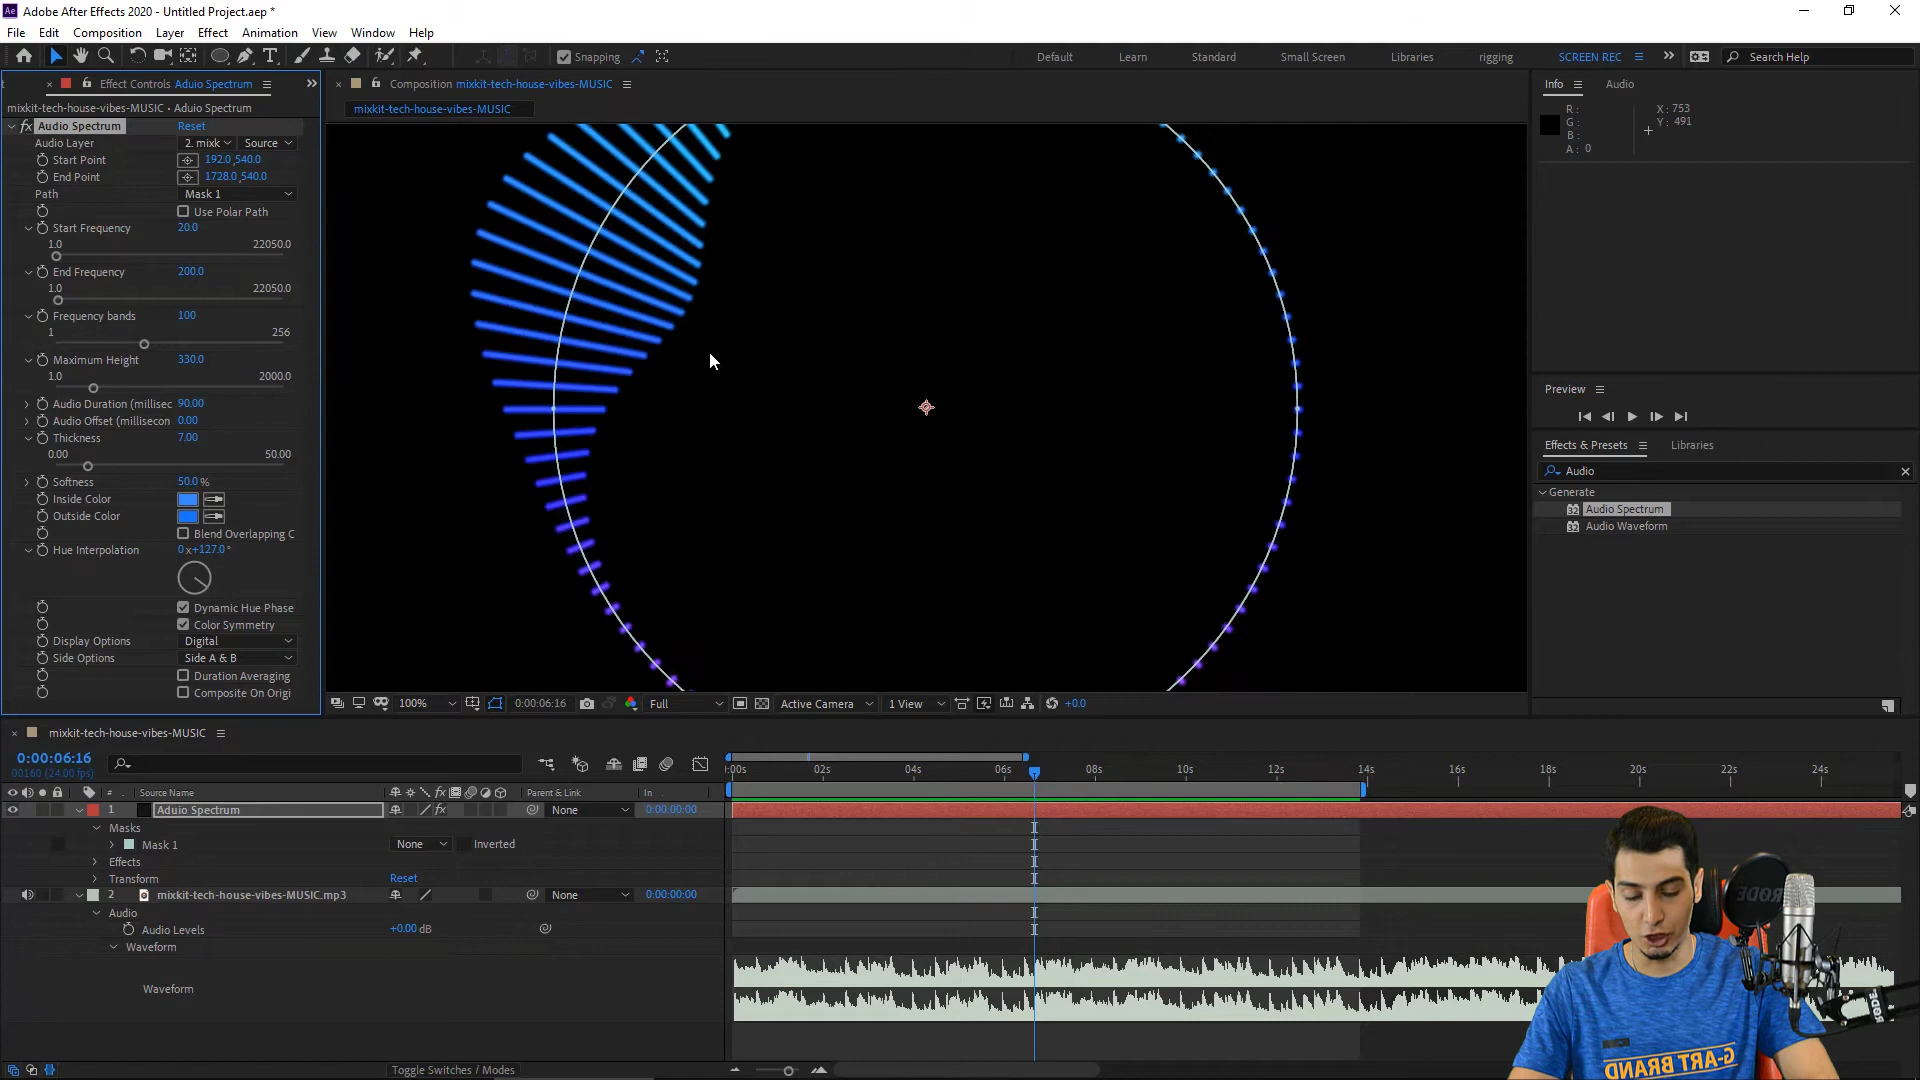 Adobe After Effects 2020 - Untitled Project.aep *
File Edit Composition Layer Effect Animation View Window Help
Snapping Default Learn Standard Small Screen Libraries rigging SCREEN REC Search Help
Effect Controls Aduio Spectrum
mixkit-tech-house-vibes-MUSIC • Aduio Spectrum
fx Audio Spectrum Reset
Audio Layer 2. mixk Source
Start Point 192.0,540.0
End Point 1728.0,540.0
Path Mask 1
Use Polar Path
Start Frequency 20.0
1.0 22050.0
End Frequency 200.0
1.0 22050.0
Frequency bands 100
1 256
Maximum Height 330.0
1.0 2000.0
Audio Duration (millisec 90.00
Audio Offset (millisecon 0.00
Thickness 7.00
0.00 50.00
Softness 50.0 %
Inside Color
Outside Color
Blend Overlapping C
Hue Interpolation 0x+127.0°
Dynamic Hue Phase
Color Symmetry
Display Options Digital
Side Options Side A & B
Duration Averaging
Composite On Origi
Composition mixkit-tech-house-vibes-MUSIC
mixkit-tech-house-vibes-MUSIC
100% 0:00:06:16 Full Active Camera 1 View +0.0
Info Audio
R :
G :
B :
A : 0
X : 753
Y : 491
Preview
Effects & Presets Libraries
Audio
Generate
32 Audio Spectrum
32 Audio Waveform
mixkit-tech-house-vibes-MUSIC
0:00:06:16
00160 (24.00 fps)
:00s 02s 04s 06s 08s 10s 12s 14s 16s 18s 20s 22s 24s
# Source Name fx Parent & Link In
1 Aduio Spectrum fx None 0:00:00:00
Masks
Mask 1 None Inverted
Effects
Transform Reset
2 mixkit-tech-house-vibes-MUSIC.mp3 None 0:00:00:00
Audio
Audio Levels +0.00 dB
Waveform
Waveform
Toggle Switches / Modes
RØDE
RØDE
G-ART BRAND